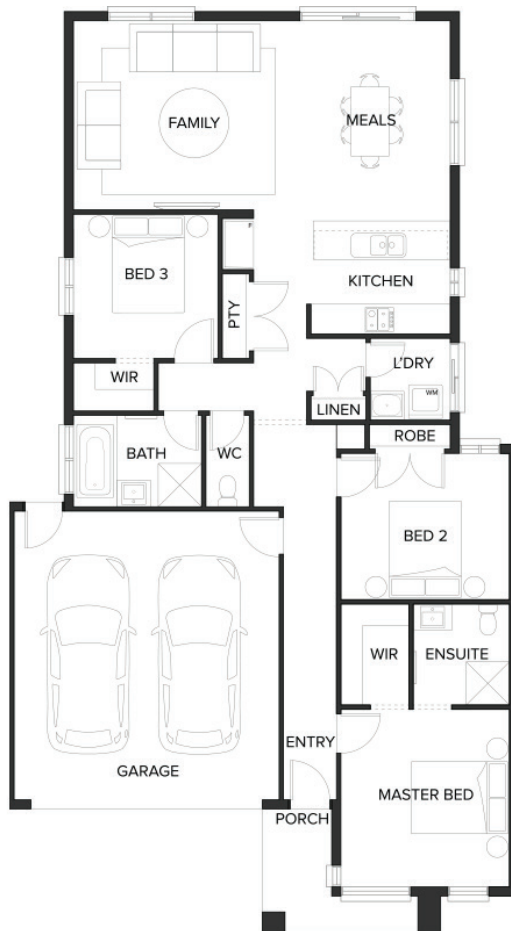 FAMILY
MEALS
BED 3
KITCHEN
PTY
WIR
L'DRY
WM
LINEN
ROBE
BATH
WC
BED 2
WIR
ENSUITE
ENTRY
GARAGE
MASTER BED
PORCH